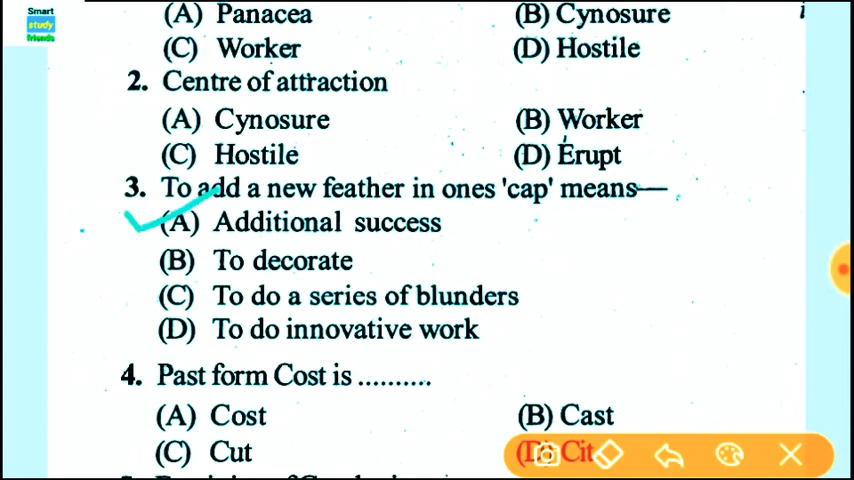 Smart
study
friends
(A) Panacea (B) Cynosure
(C) Worker (D) Hostile
2. Centre of attraction
(A) Cynosure (B) Worker
(C) Hostile (D) Erupt
3. To add a new feather in ones 'cap' means—
(A) Additional success
(B) To decorate
(C) To do a series of blunders
(D) To do innovative work
4. Past form Cost is ..........
(A) Cost (B) Cast
(C) Cut (D) Cit